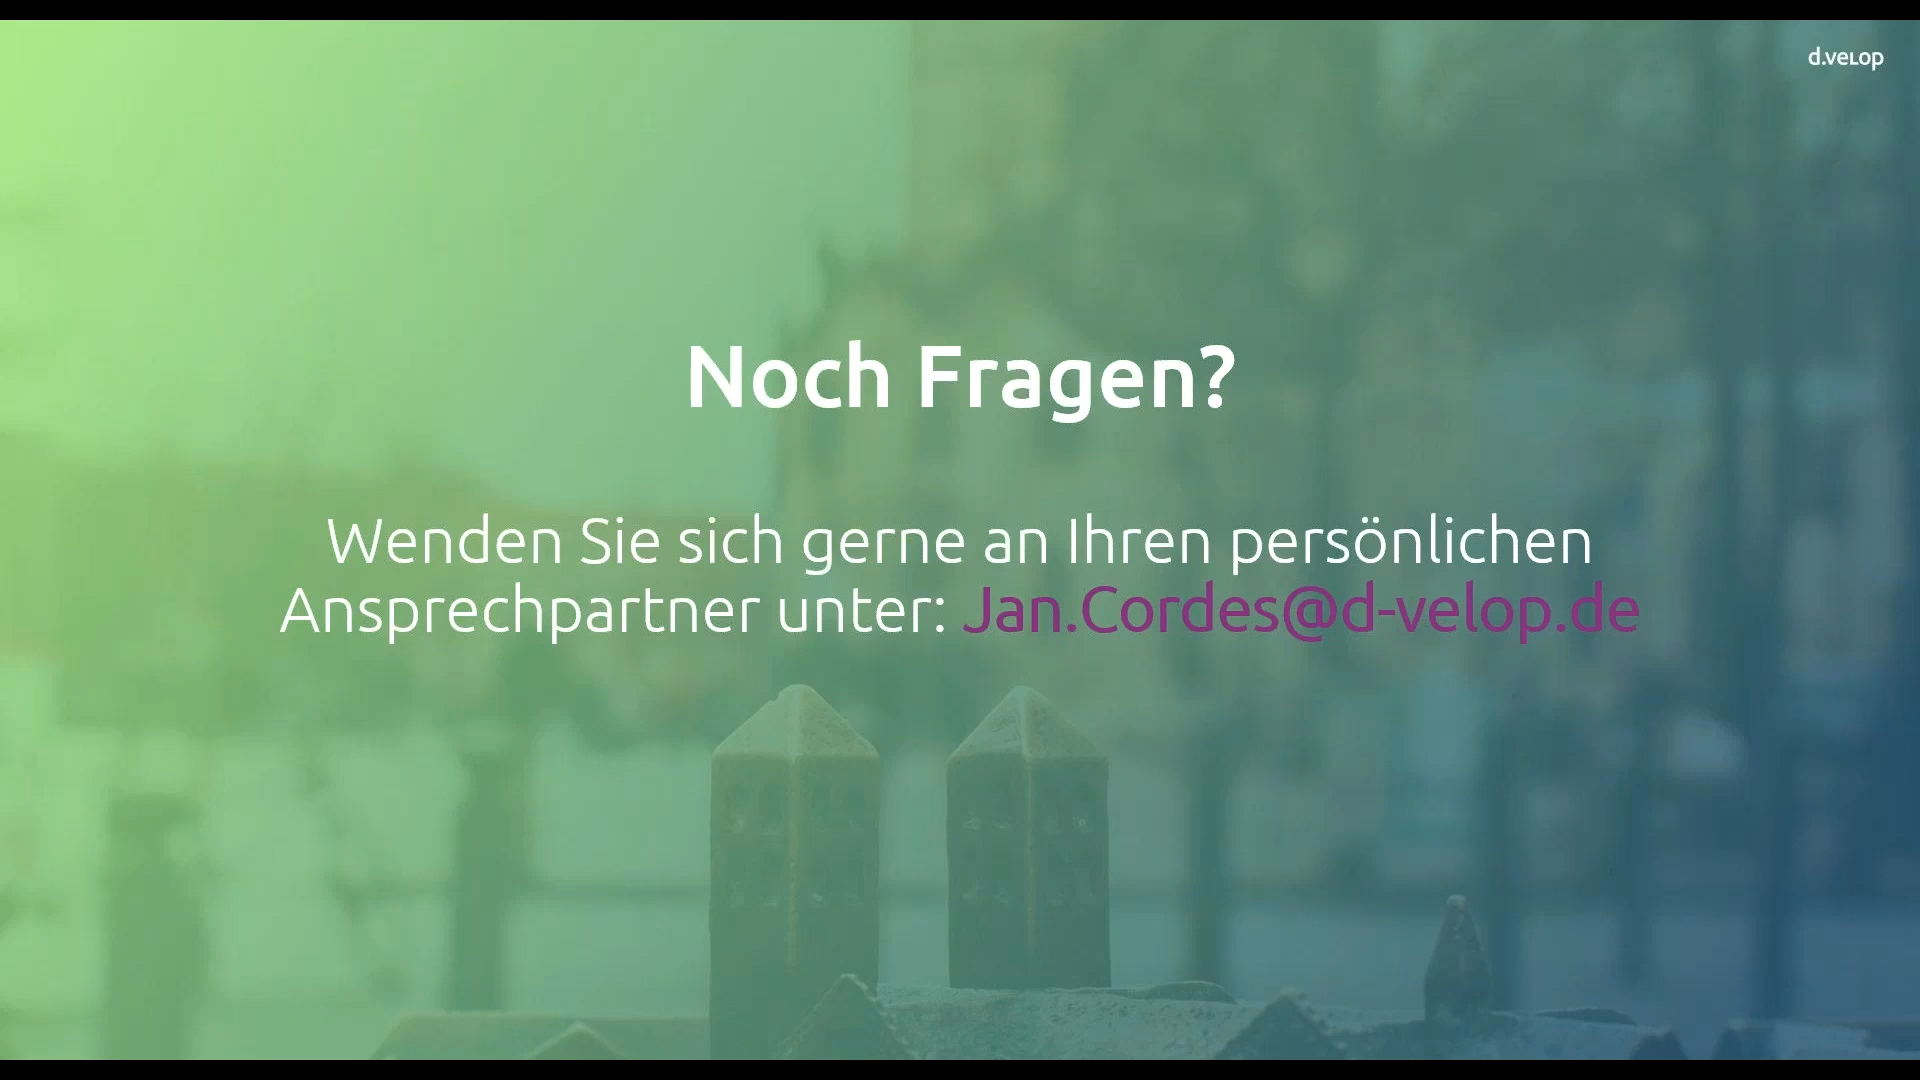 d.velop
Noch Fragen?
Wenden Sie sich gerne an Ihren persönlichen
Ansprechpartner unter: Jan.Cordes@d-velop.de